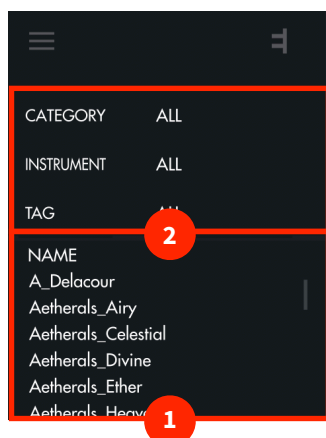 CATEGORY ALL
INSTRUMENT ALL
TAG
2
NAME
A_Delacour
Aetherals_Airy
Aetherals_Celestial
Aetherals_Divine
Aetherals_Ether
1